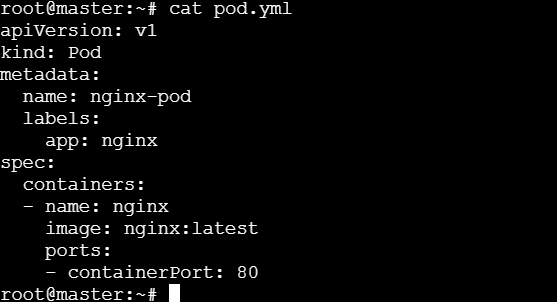 root@master:~# cat pod.yml
apiVersion: v1
kind: Pod
metadata:
  name: nginx-pod
  labels:
    app: nginx
spec:
  containers:
  - name: nginx
    image: nginx:latest
    ports:
    - containerPort: 80
root@master:~#